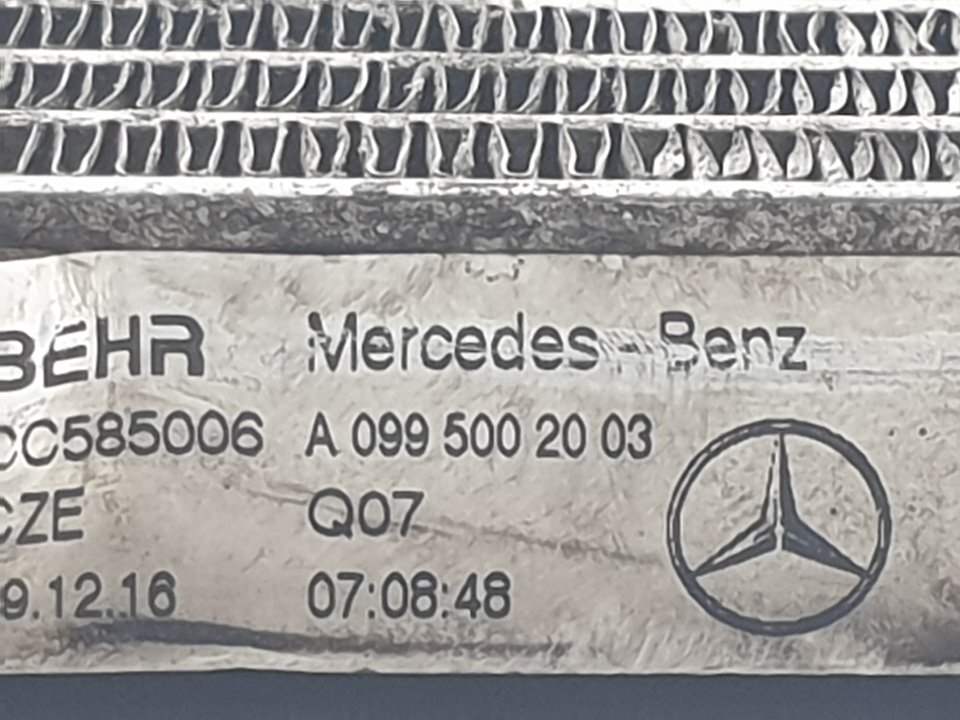 BEHR Mercedes-Benz
CC585006 A 099 500 20 03
CZE Q07
9.12.16 07:08:48